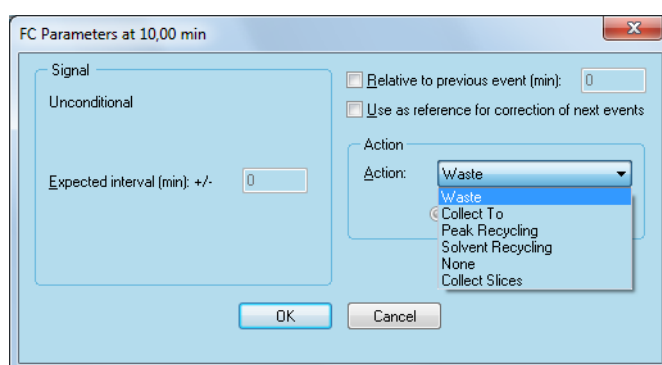 FC Parameters at 10,00 min
Signal
Unconditional
Expected interval (min): +/-
0
Relative to previous event (min):
0
Use as reference for correction of next events
Action
Action:
Waste
Waste
Collect To
Peak Recycling
Solvent Recycling
None
Collect Slices
OK
Cancel